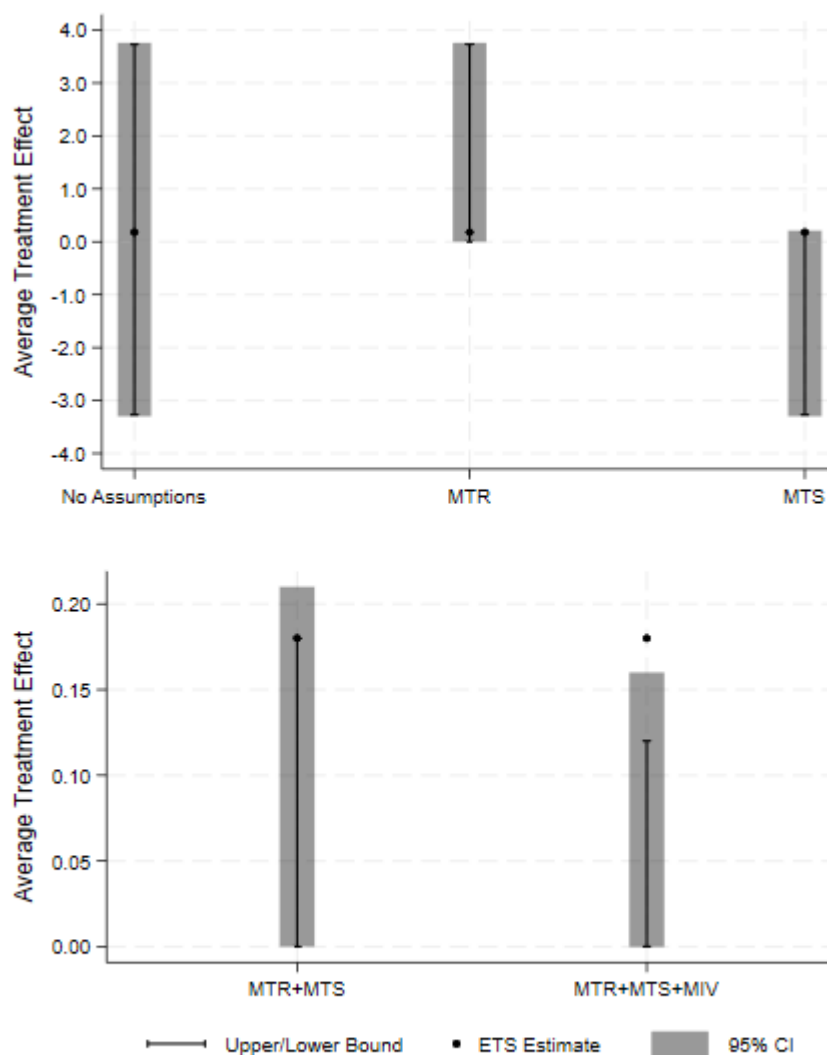 Average Treatment Effect
4.0
3.0
2.0
1.0
0.0
-1.0
-2.0
-3.0
-4.0
No Assumptions MTR MTS
Average Treatment Effect
0.20
0.15
0.10
0.05
0.00
MTR+MTS MTR+MTS+MIV
Upper/Lower Bound ETS Estimate 95% CI